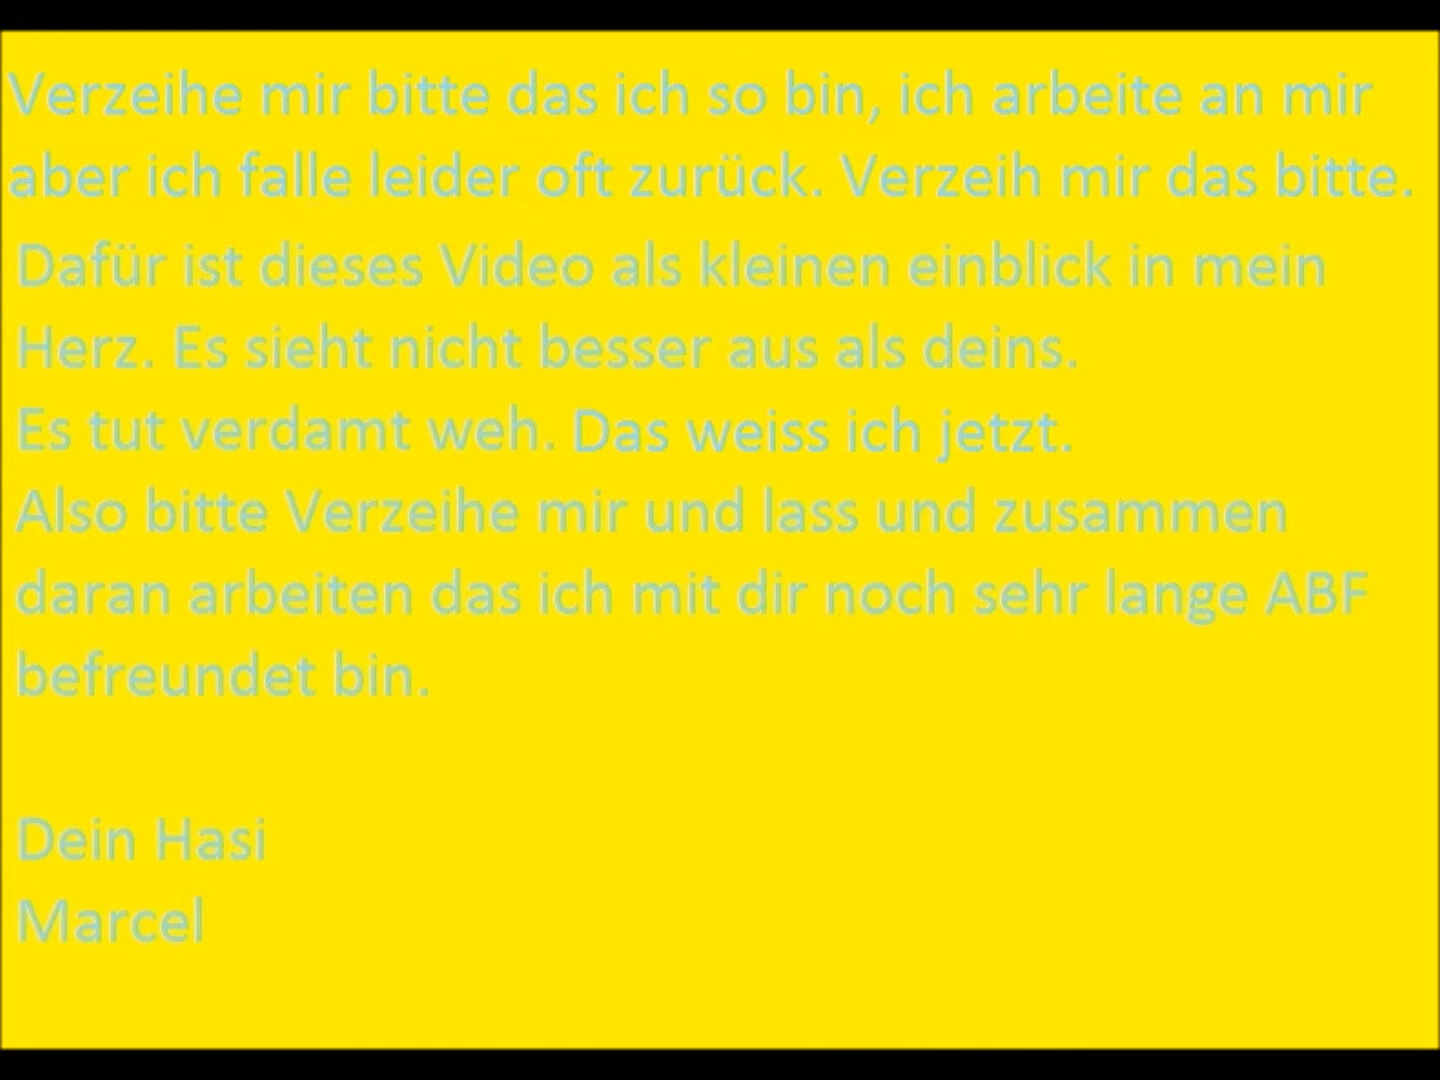 Verzeihe mir bitte das ich so bin, ich arbeite an mir
aber ich falle leider oft zurück. Verzeih mir das bitte.
Dafür ist dieses Video als kleinen einblick in mein
Herz. Es sieht nicht besser aus als deins.
Es tut verdamt weh. Das weiss ich jetzt.
Also bitte Verzeihe mir und lass und zusammen
daran arbeiten das ich mit dir noch sehr lange ABF
befreundet bin.
Dein Hasi
Marcel